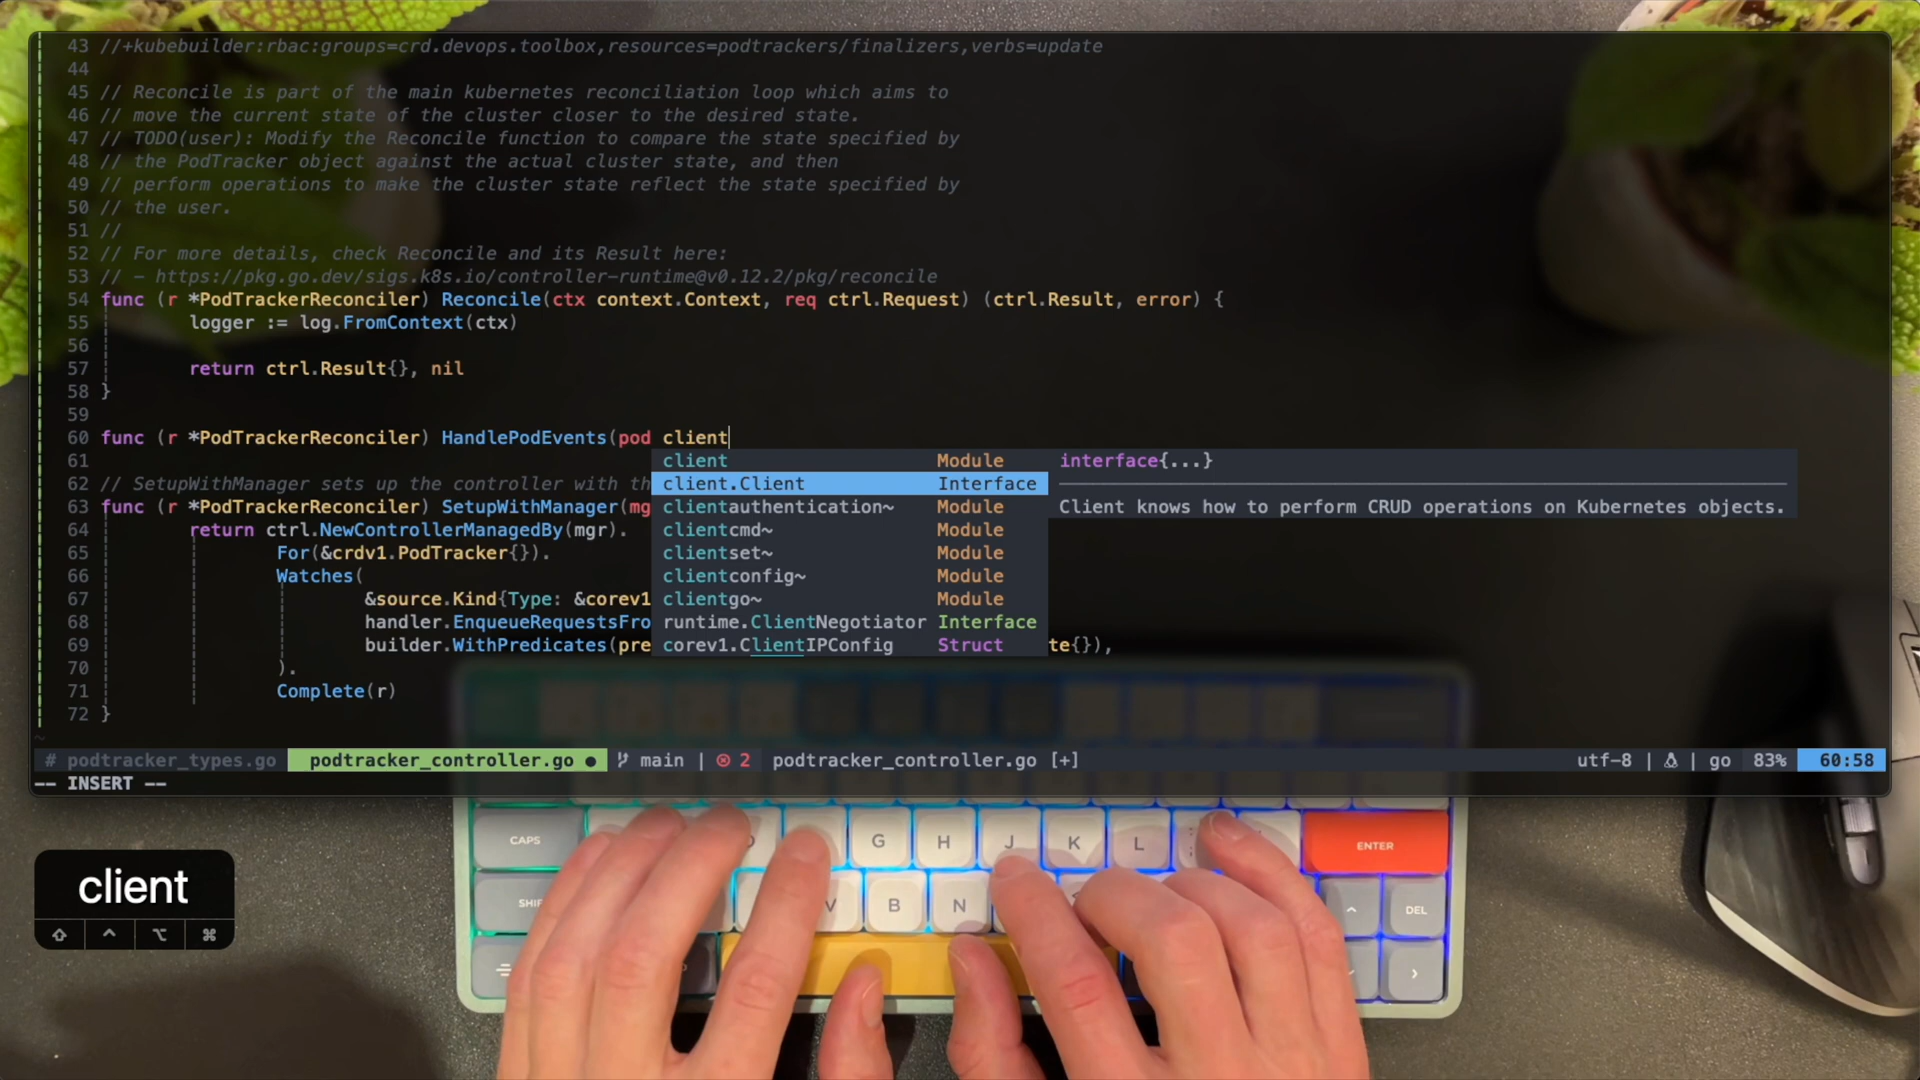 43 //+kubebuilder:rbac:groups=crd.devops.toolbox,resources=podtrackers/finalizers,verbs=update
44
45 // Reconcile is part of the main kubernetes reconciliation loop which aims to
46 // move the current state of the cluster closer to the desired state.
47 // TODO(user): Modify the Reconcile function to compare the state specified by
48 // the PodTracker object against the actual cluster state, and then
49 // perform operations to make the cluster state reflect the state specified by
50 // the user.
51 //
52 // For more details, check Reconcile and its Result here:
53 // - https://pkg.go.dev/sigs.k8s.io/controller-runtime@v0.12.2/pkg/reconcile
54 func (r *PodTrackerReconciler) Reconcile(ctx context.Context, req ctrl.Request) (ctrl.Result, error) {
55 logger := log.FromContext(ctx)
56
57 return ctrl.Result{}, nil
58 }
59
60 func (r *PodTrackerReconciler) HandlePodEvents(pod client
61 client Module interface{...}
62 // SetupWithManager sets up the controller with th client.Client Interface
63 func (r *PodTrackerReconciler) SetupWithManager(mg clientauthentication~ Module Client knows how to perform CRUD operations on Kubernetes objects.
64 return ctrl.NewControllerManagedBy(mgr). clientcmd~ Module
65 For(&crdv1.PodTracker{}). clientset~ Module
66 Watches( clientconfig~ Module
67 &source.Kind{Type: &corev1 clientgo~ Module
68 handler.EnqueueRequestsFro runtime.ClientNegotiator Interface
69 builder.WithPredicates(pre corev1.ClientIPConfig Struct te{}),
70 ).
71 Complete(r)
72 }
~
# podtracker_types.go podtracker_controller.go ● main | ⊗ 2 podtracker_controller.go [+] utf-8 | | go 83% 60:58
-- INSERT --
CAPS G H J K L ENTER
client
SHIF V B N ^ DEL
⇧ ^ ⌥ ⌘
>